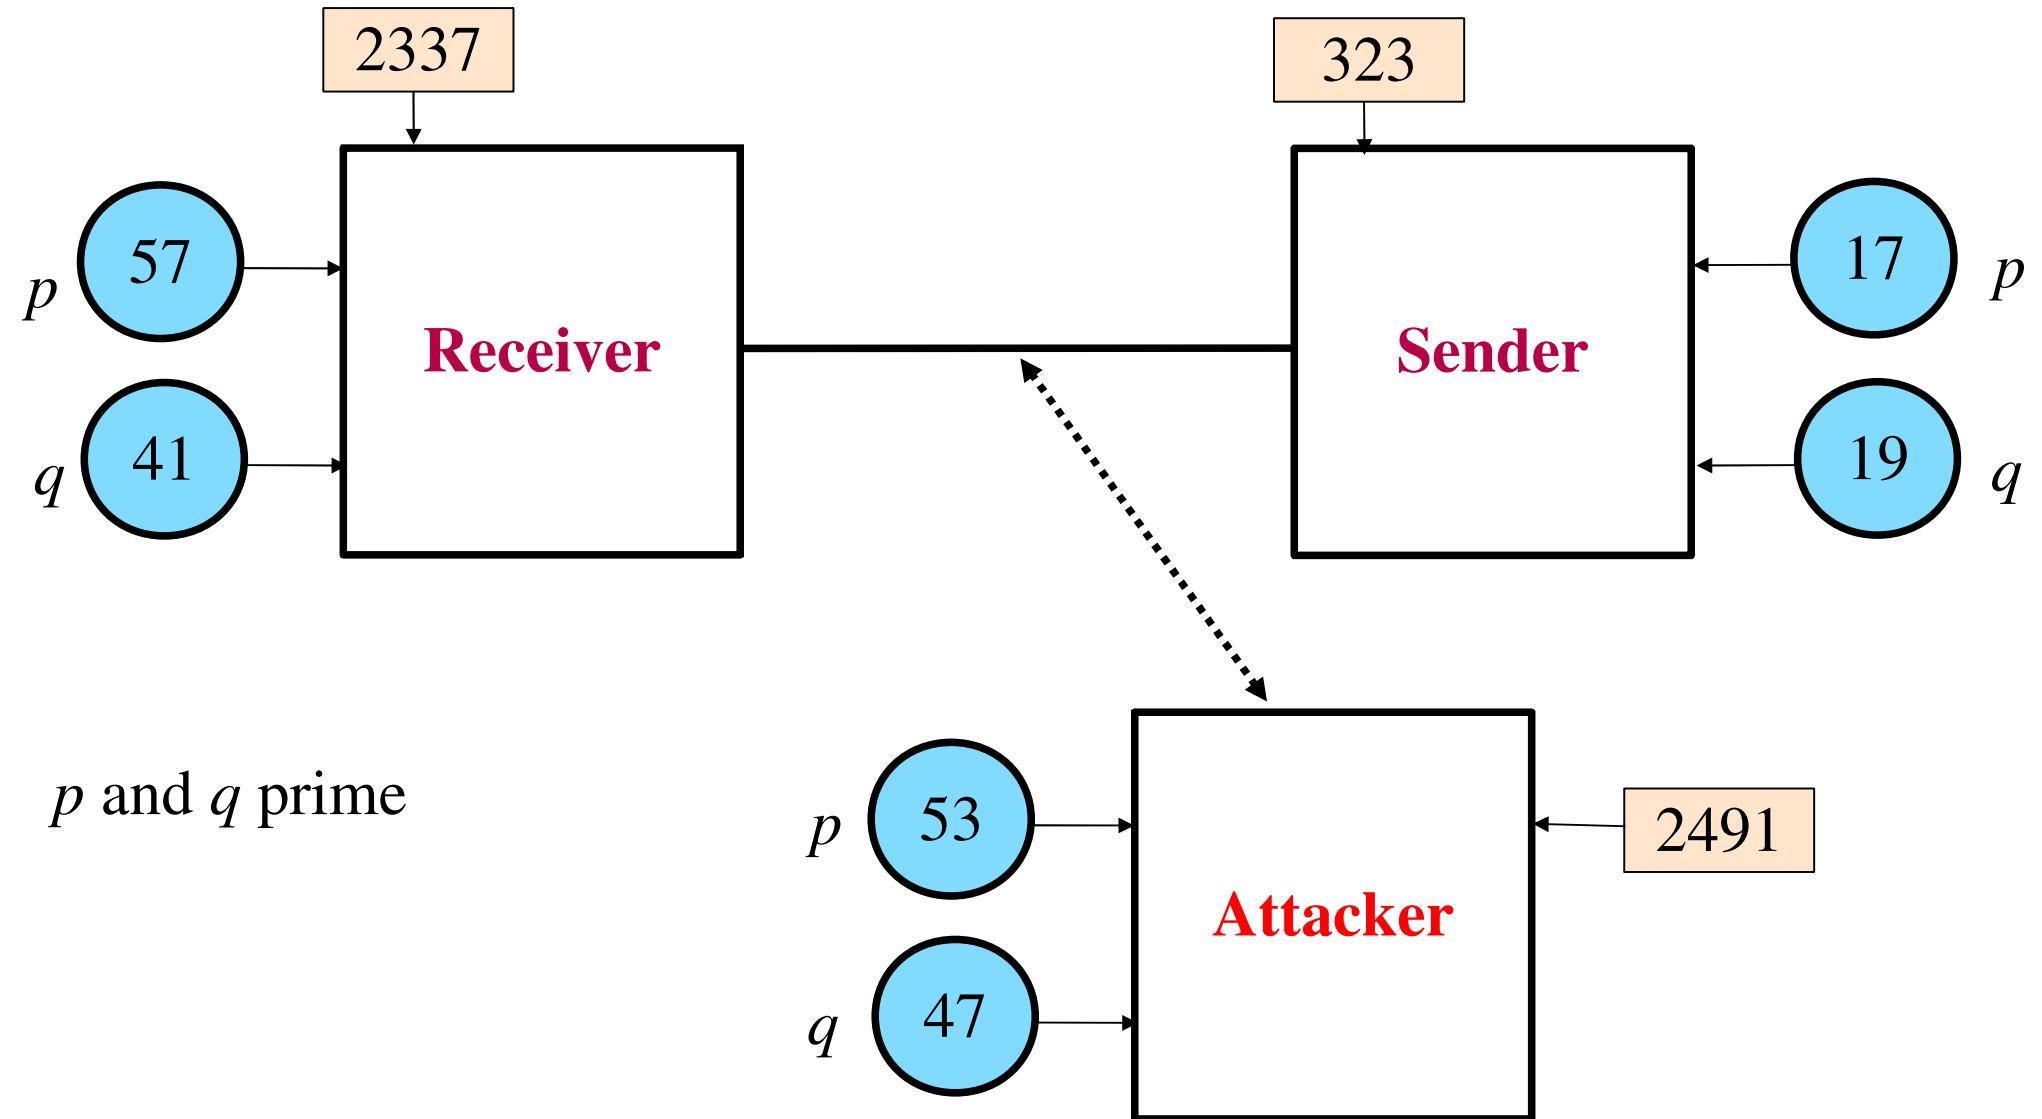 2337
323
57
17
p
p
Receiver
Sender
41
19
q
q
p and q prime
53
p
2491
Attacker
47
q